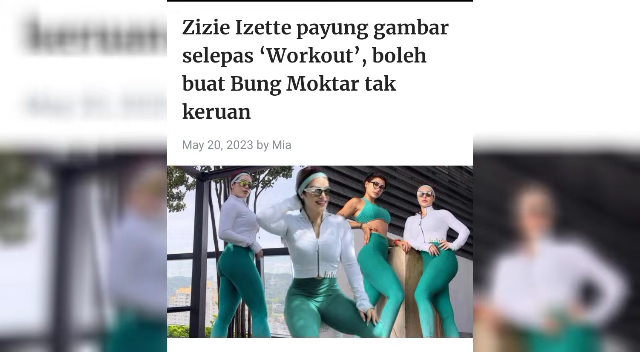 Zizie Izette payung gambar
selepas ‘Workout’, boleh
buat Bung Moktar tak
keruan
May 20, 2023 by Mia